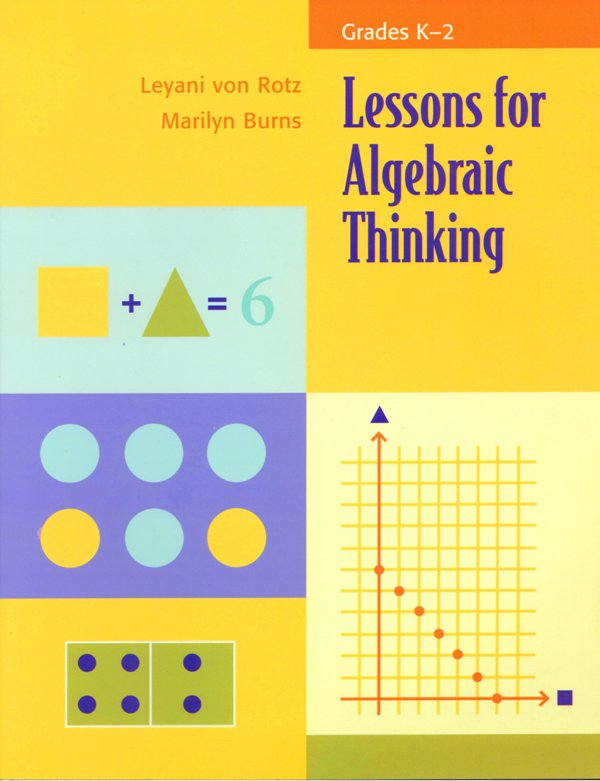 Grades K–2
Leyani von Rotz
Marilyn Burns
Lessons for
Algebraic
Thinking
+ = 6